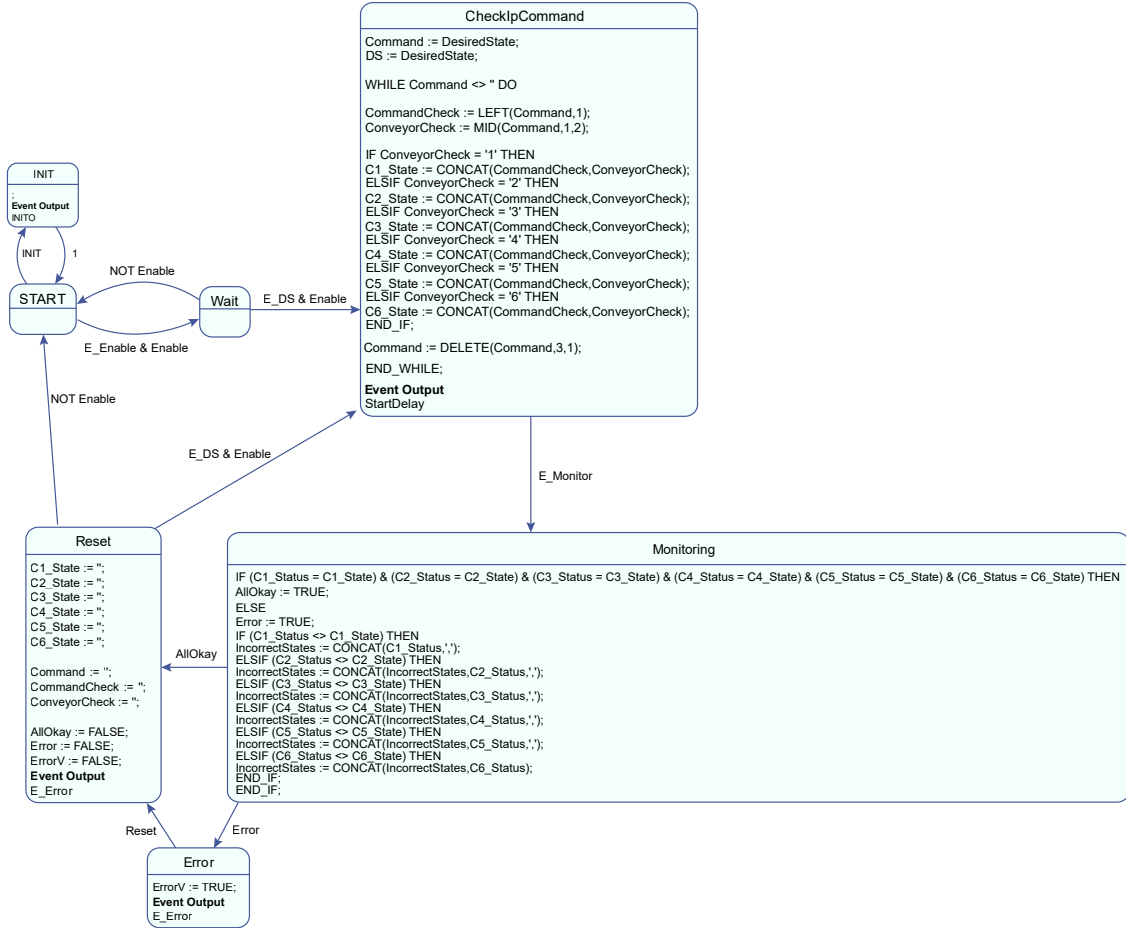 CheckIpCommand
Command := DesiredState;
DS := DesiredState;
WHILE Command <> '' DO
CommandCheck := LEFT(Command,1);
ConveyorCheck := MID(Command,1,2);
IF ConveyorCheck = '1' THEN
C1_State := CONCAT(CommandCheck,ConveyorCheck);
ELSIF ConveyorCheck = '2' THEN
C2_State := CONCAT(CommandCheck,ConveyorCheck);
ELSIF ConveyorCheck = '3' THEN
C3_State := CONCAT(CommandCheck,ConveyorCheck);
ELSIF ConveyorCheck = '4' THEN
C4_State := CONCAT(CommandCheck,ConveyorCheck);
ELSIF ConveyorCheck = '5' THEN
C5_State := CONCAT(CommandCheck,ConveyorCheck);
ELSIF ConveyorCheck = '6' THEN
C6_State := CONCAT(CommandCheck,ConveyorCheck);
END_IF;
Command := DELETE(Command,3,1);
END_WHILE;
Event Output
StartDelay
INIT
;
Event Output
INITO
INIT
1
START
NOT Enable
Wait
E_DS & Enable
E_Enable & Enable
NOT Enable
E_DS & Enable
E_Monitor
Reset
C1_State := '';
C2_State := '';
C3_State := '';
C4_State := '';
C5_State := '';
C6_State := '';
Command := '';
CommandCheck := '';
ConveyorCheck := '';
AllOkay := FALSE;
Error := FALSE;
ErrorV := FALSE;
Event Output
E_Error
AllOkay
Monitoring
IF (C1_Status = C1_State) & (C2_Status = C2_State) & (C3_Status = C3_State) & (C4_Status = C4_State) & (C5_Status = C5_State) & (C6_Status = C6_State) THEN
AllOkay := TRUE;
ELSE
Error := TRUE;
IF (C1_Status <> C1_State) THEN
IncorrectStates := CONCAT(C1_Status,',');
ELSIF (C2_Status <> C2_State) THEN
IncorrectStates := CONCAT(IncorrectStates,C2_Status,',');
ELSIF (C3_Status <> C3_State) THEN
IncorrectStates := CONCAT(IncorrectStates,C3_Status,',');
ELSIF (C4_Status <> C4_State) THEN
IncorrectStates := CONCAT(IncorrectStates,C4_Status,',');
ELSIF (C5_Status <> C5_State) THEN
IncorrectStates := CONCAT(IncorrectStates,C5_Status,',');
ELSIF (C6_Status <> C6_State) THEN
IncorrectStates := CONCAT(IncorrectStates,C6_Status);
END_IF;
END_IF;
Reset
Error
Error
ErrorV := TRUE;
Event Output
E_Error